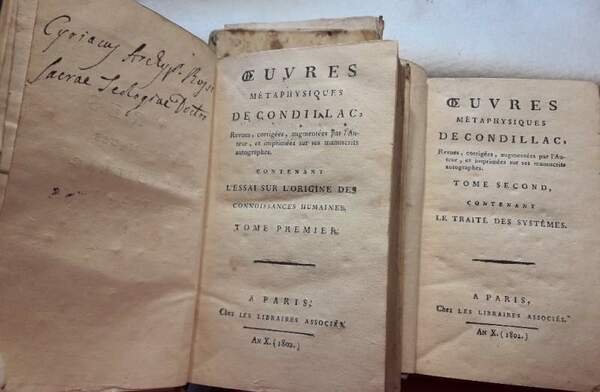 Cyriacus
Sacrae Teologiae Doctor
ŒUVRES
MÉTAPHYSIQUES
DE CONDILLAC,
Revues, corrigées, augmentées par l'Au-
teur, et imprimées sur ses manuscrits
autographes.
CONTENANT
L'ESSAI SUR L'ORIGINE DES
CONNOISSANCES HUMAINES.
TOME PREMIER.
A PARIS,
Chez LES LIBRAIRES ASSOCIÉS.
AN X. (1802.)
ŒUVRES
MÉTAPHYSIQUES
DE CONDILLAC,
Revues, corrigées, augmentées par l'Au-
teur, et imprimées sur ses manuscrits
autographes.
TOME SECOND,
CONTENANT
LE TRAITÉ DES SYSTÊMES.
A PARIS,
Chez LES LIBRAIRES ASSOCIÉS.
AN X. (1802.)